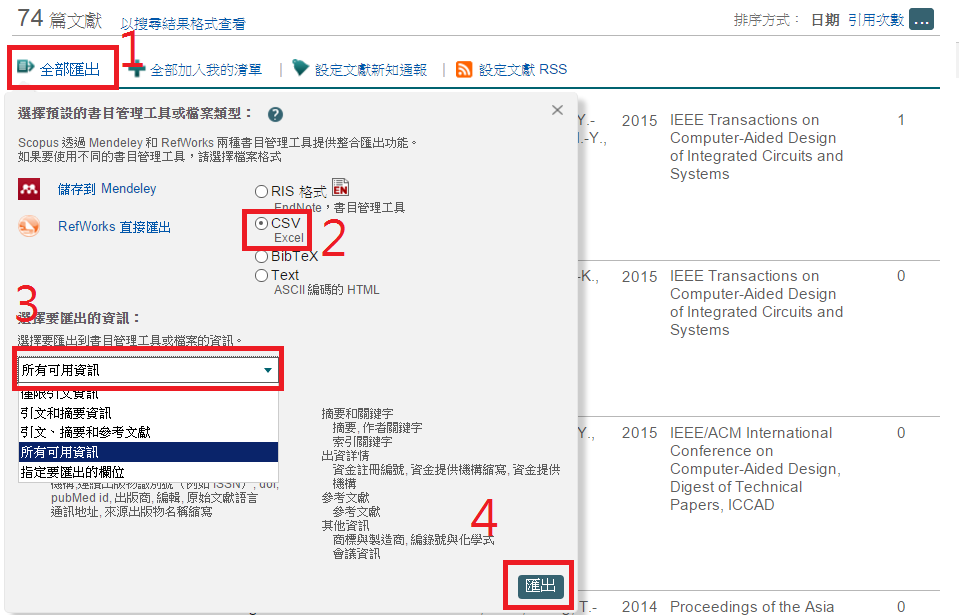 74 篇文獻 以搜尋結果格式查看 排序方式： 日期 引用次數 ...
1
全部匯出 全部加入我的清單 | 設定文獻新知通報 | 設定文獻 RSS
選擇預設的書目管理工具或檔案類型： ?
Scopus 透過 Mendeley 和 RefWorks 兩種書目管理工具提供整合匯出功能。
如果要使用不同的書目管理工具，請選擇檔案格式
儲存到 Mendeley
RefWorks 直接匯出
RIS 格式 EN
EndNote，書目管理工具
CSV
Excel
2
BibTeX
Text
ASCII 編碼的 HTML
3
選擇要匯出的資訊：
選擇要匯出到書目管理工具或檔案的資訊。
所有可用資訊
僅限引文資訊
引文和摘要資訊
引文、摘要和參考文獻
所有可用資訊
指定要匯出的欄位
機構,連續出版物識別號（例如 ISSN）, doi,
pubMed id, 出版商, 編輯, 原始文獻語言
通訊地址, 來源出版物名稱縮寫
摘要和關鍵字
摘要, 作者關鍵字
索引關鍵字
出資詳情
資金註冊編號, 資金提供機構縮寫, 資金提供
機構
參考文獻
參考文獻
其他資訊
商標與製造商, 編錄號與化學式
會議資訊
4
匯出
Y.- 2015 IEEE Transactions on 1
I.-Y., Computer-Aided Design
of Integrated Circuits and
Systems
-K., 2015 IEEE Transactions on 0
Computer-Aided Design
of Integrated Circuits and
Systems
Y., 2015 IEEE/ACM International 0
Conference on
Computer-Aided Design,
Digest of Technical
Papers, ICCAD
T.- 2014 Proceedings of the Asia 0